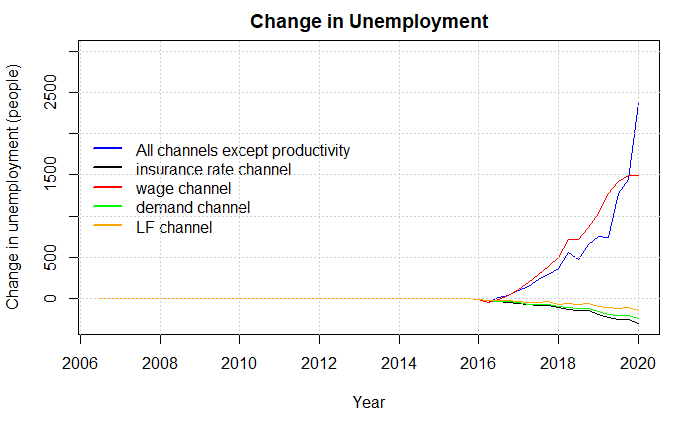 Change in Unemployment
Change in unemployment (people)
2500
1500
500
0
All channels except productivity
insurance rate channel
wage channel
demand channel
LF channel
2006 2008 2010 2012 2014 2016 2018 2020
Year